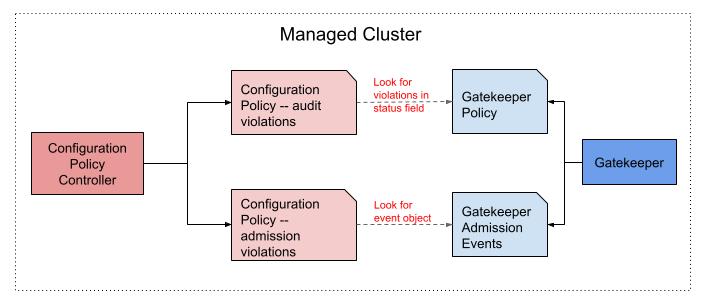 Managed Cluster
Configuration
Policy -- audit
violations
Look for
violations in
status field
Gatekeeper
Policy
Configuration
Policy
Controller
Gatekeeper
Configuration
Policy --
admission
violations
Look for
event object
Gatekeeper
Admission
Events